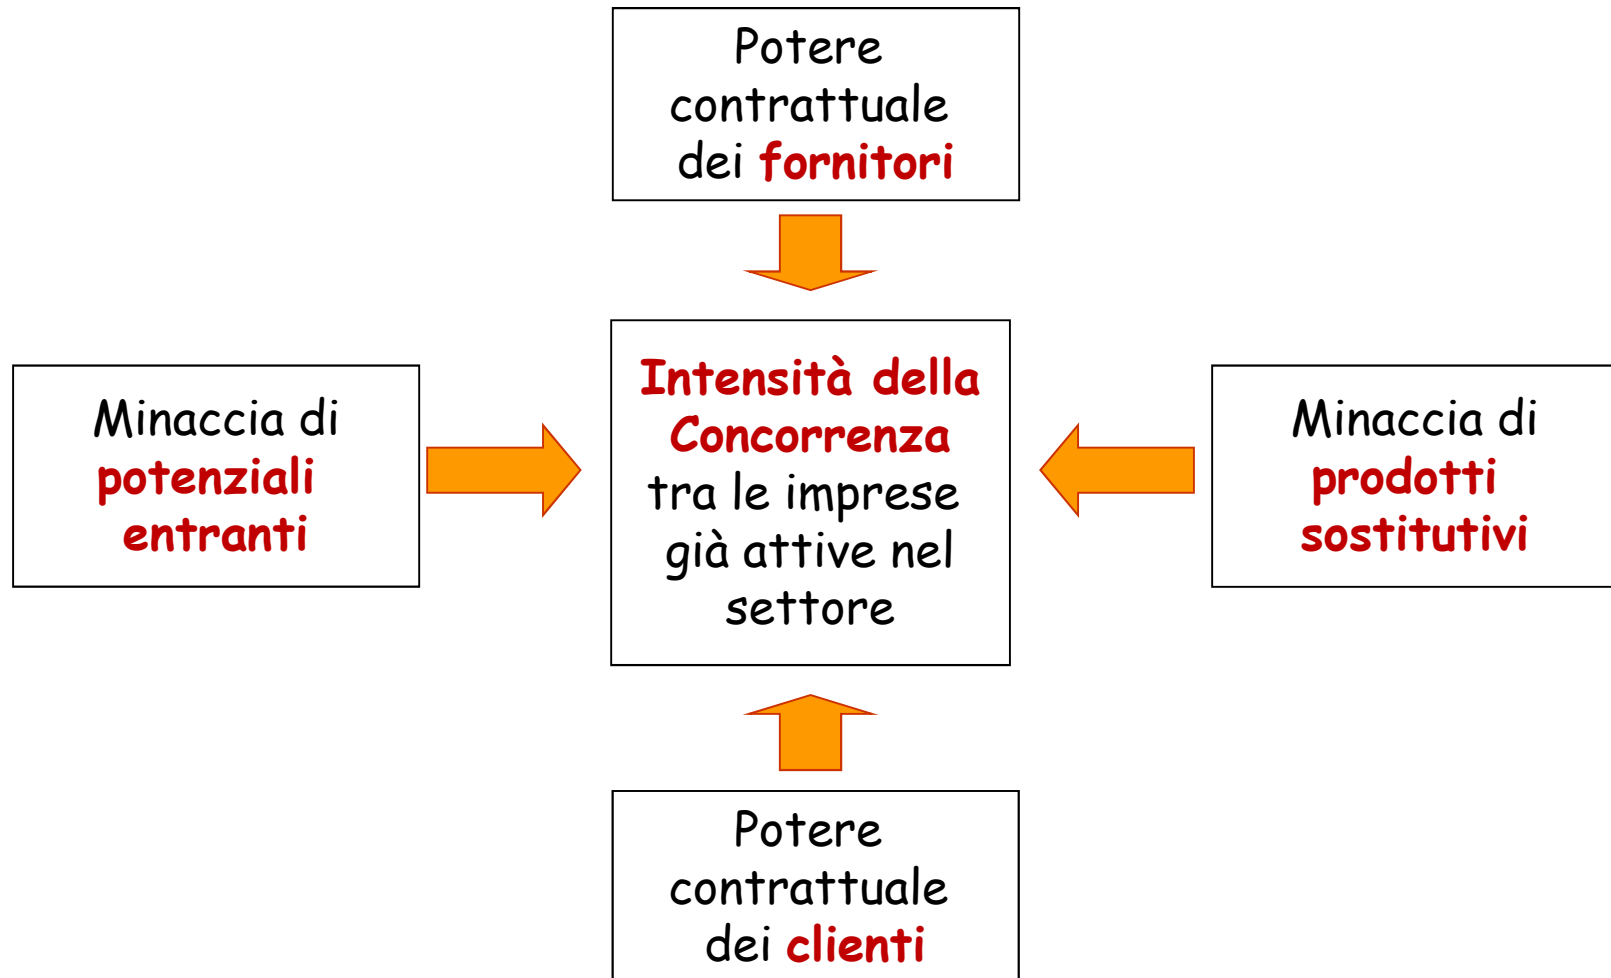 Potere
contrattuale
dei fornitori
Minaccia di
potenziali
entranti
Intensità della
Concorrenza
tra le imprese
già attive nel
settore
Minaccia di
prodotti
sostitutivi
Potere
contrattuale
dei clienti